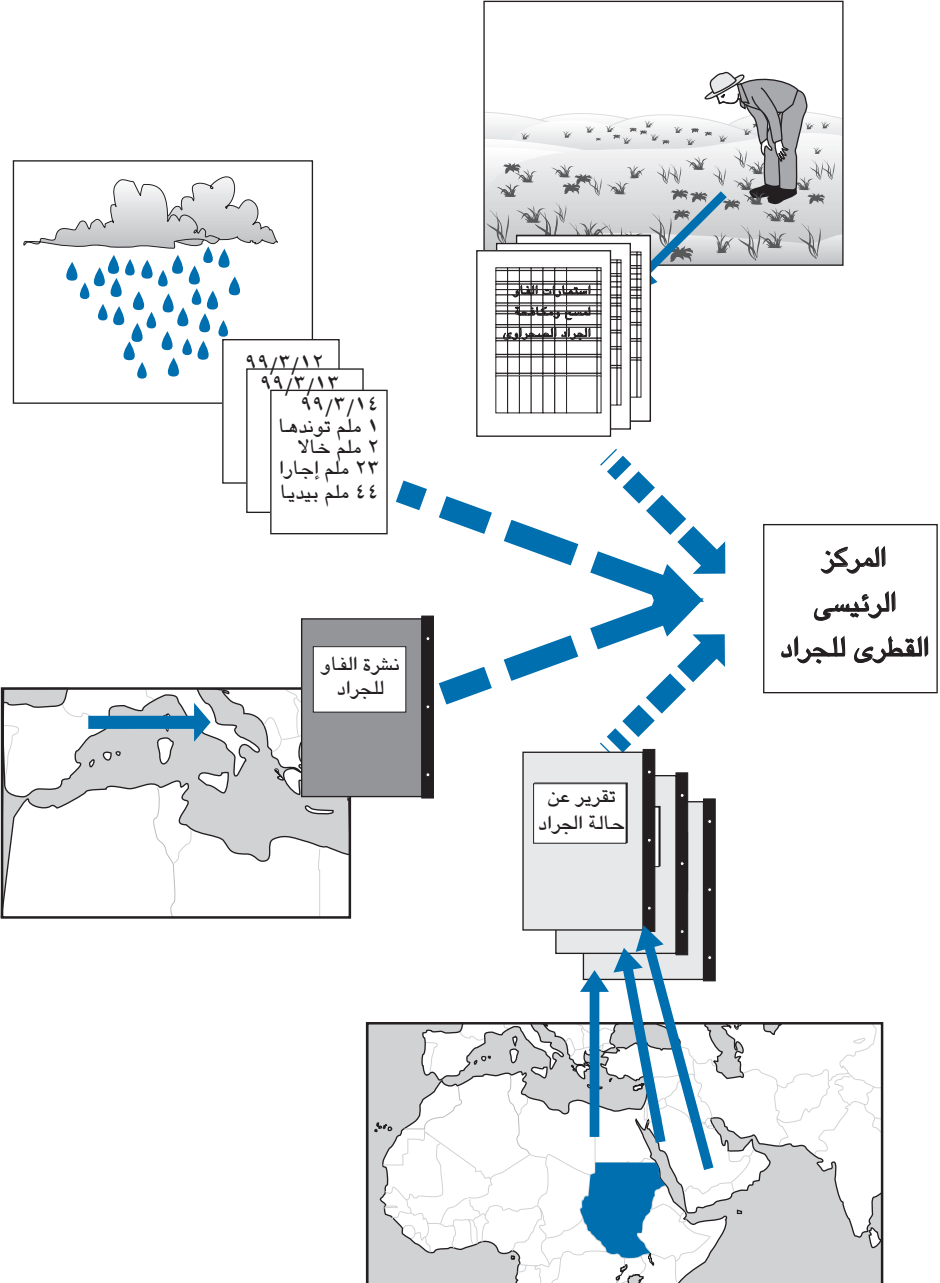 استمارات الفاو
لمسح ومكافحة
الجراد الصحراوى
٩٩/٣/١٢
٩٩/٣/١٣
٩٩/٣/١٤
١ ملم توندها
٢ ملم خالا
٢٣ ملم إجارا
٤٤ ملم بيديا
المركز
الرئيسى
القطرى للجراد
نشرة الفاو
للجراد
تقرير عن
حالة الجراد